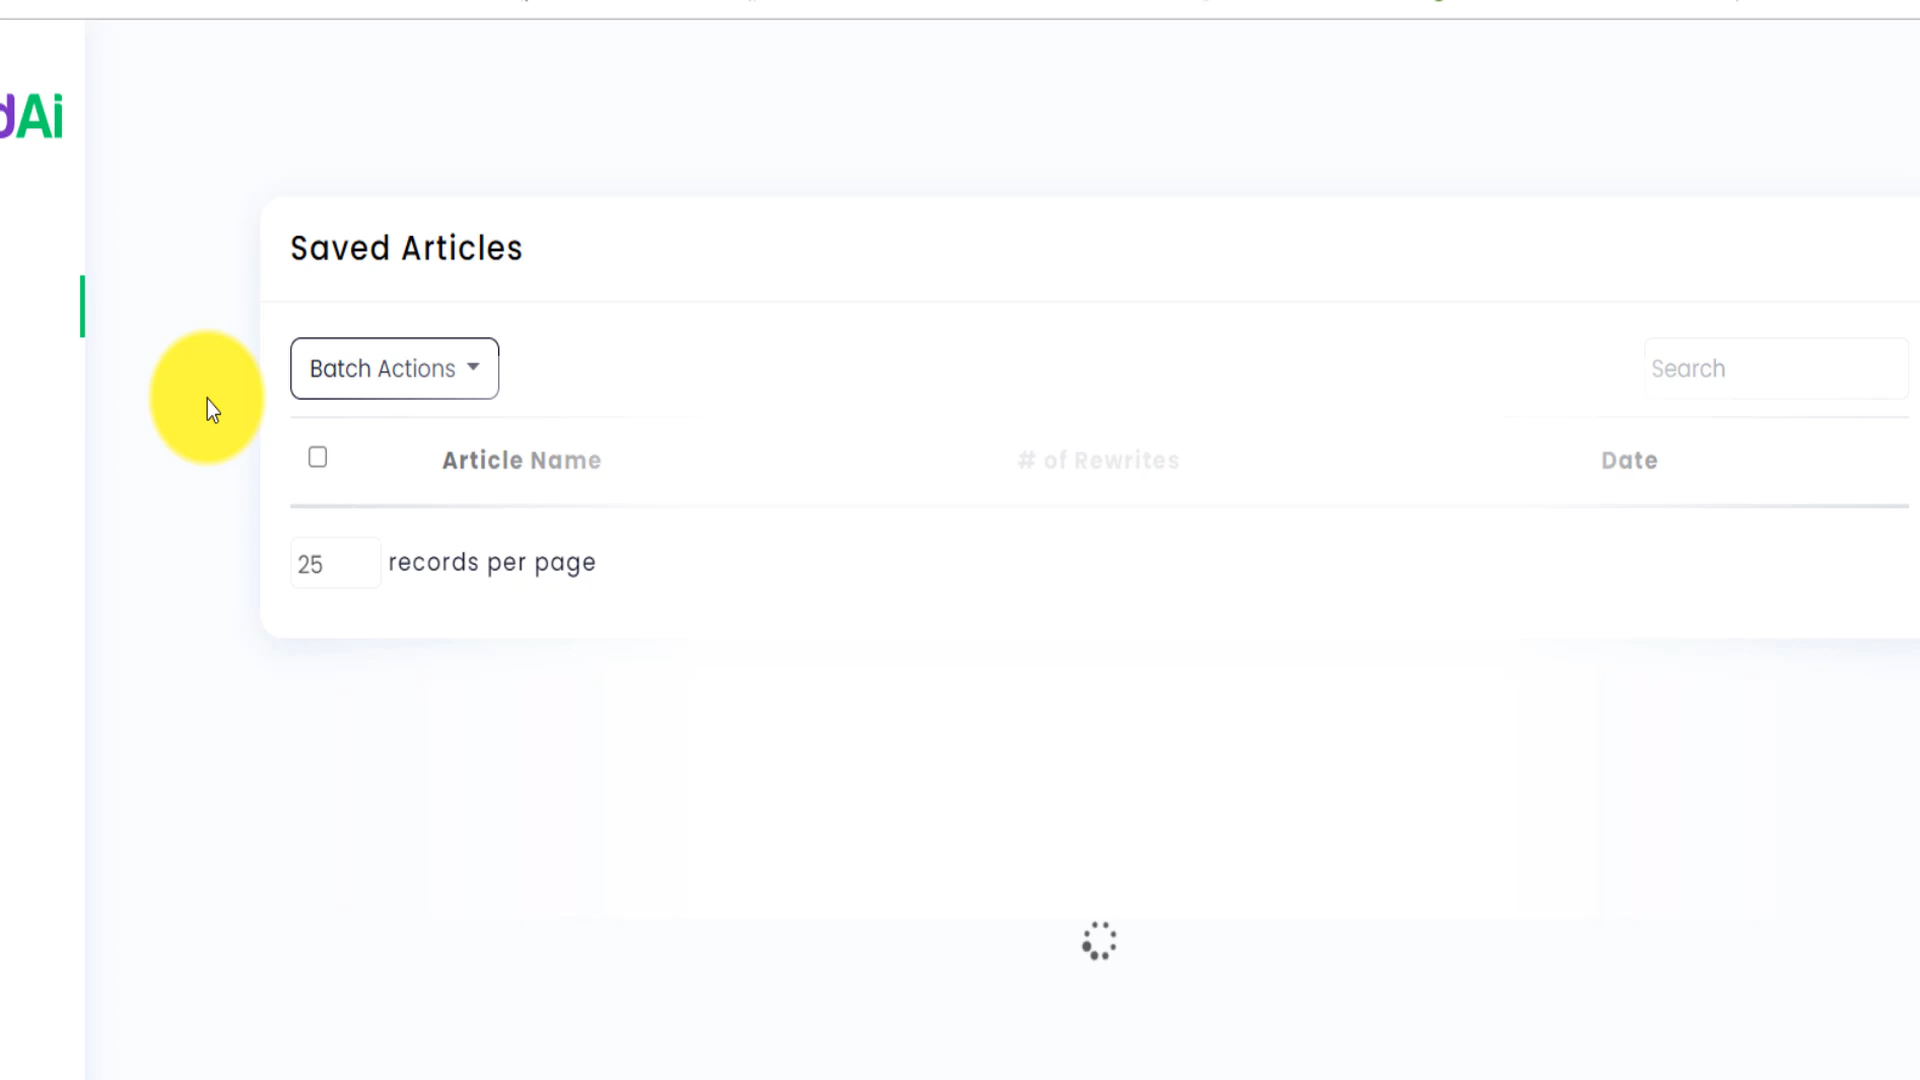 dAi
Saved Articles
Batch Actions
Search
Article Name # of Rewrites Date
25 records per page